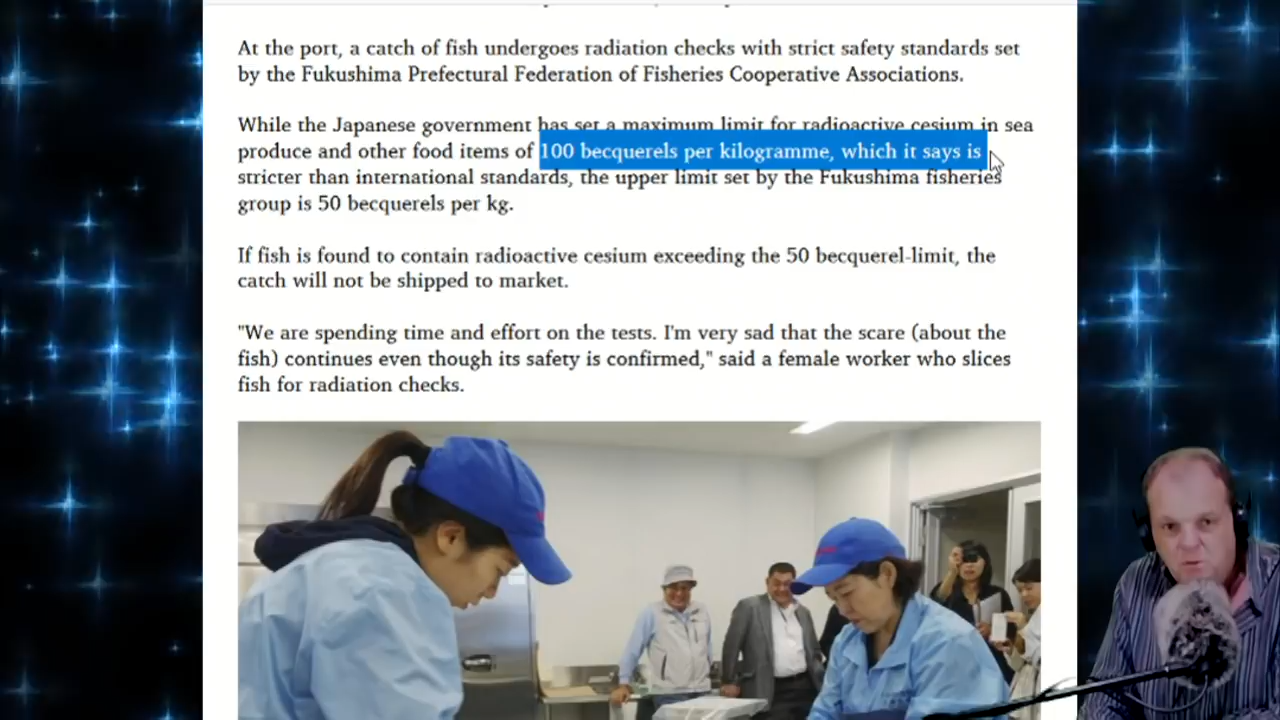 At the port, a catch of fish undergoes radiation checks with strict safety standards set
by the Fukushima Prefectural Federation of Fisheries Cooperative Associations.
While the Japanese government has set a maximum limit for radioactive cesium in sea
produce and other food items of 100 becquerels per kilogramme, which it says is
stricter than international standards, the upper limit set by the Fukushima fisheries
group is 50 becquerels per kg.
If fish is found to contain radioactive cesium exceeding the 50 becquerel-limit, the
catch will not be shipped to market.
"We are spending time and effort on the tests. I'm very sad that the scare (about the
fish) continues even though its safety is confirmed," said a female worker who slices
fish for radiation checks.